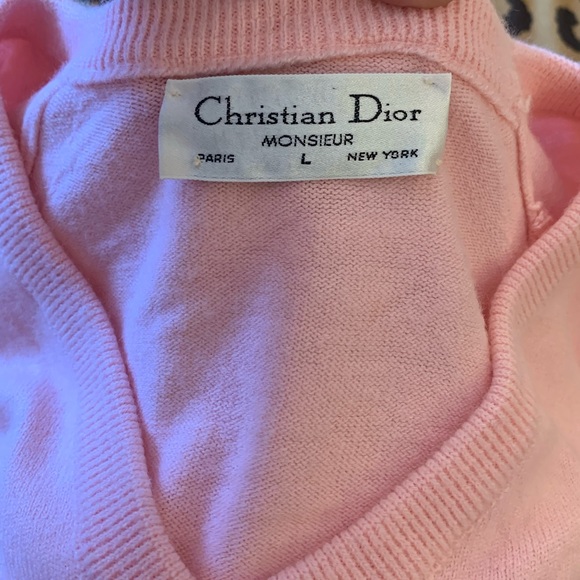 Christian Dior
MONSIEUR
PARIS L NEW YORK